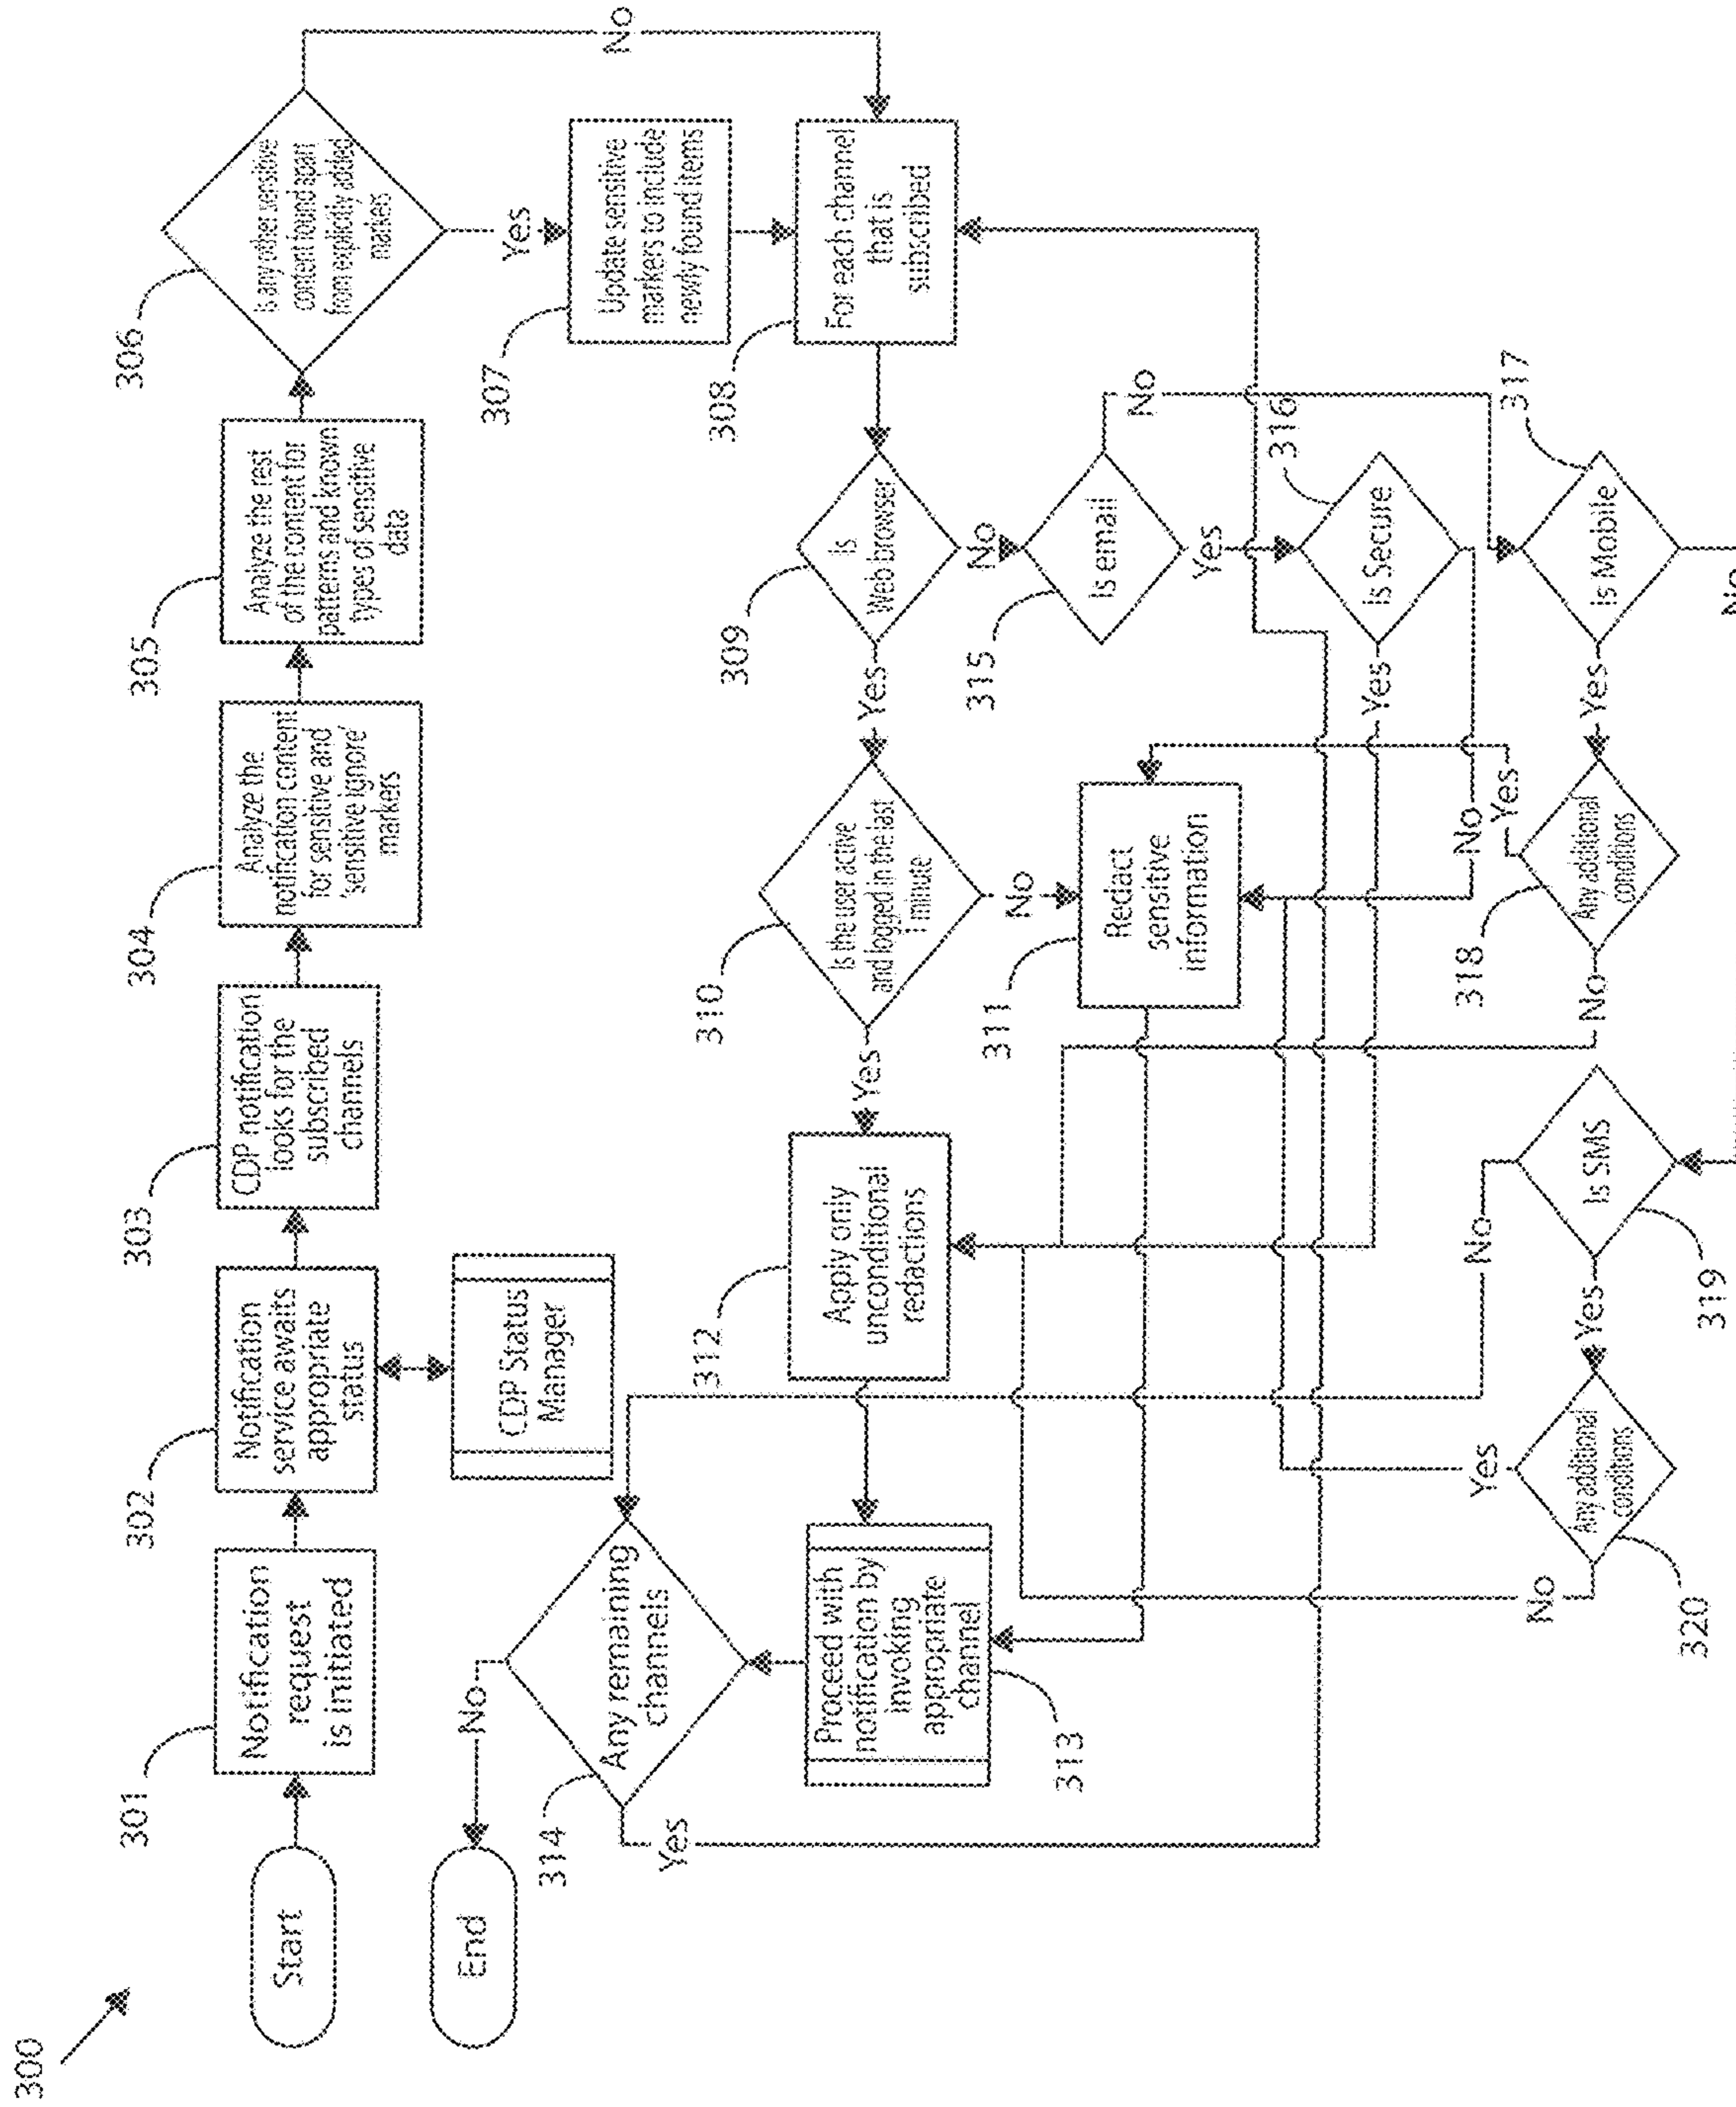 300
Start
301
Notification
request
is initiated
302
Notification
service awaits
appropriate
status
CDP Status
Manager
303
CDP notification
looks for the
subscribed
channels
304
Analyze the
notification content
for sensitive and
'sensitive ignore'
markers
305
Analyze the rest
of the content for
patterns and known
types of sensitive
data
306
Is any other sensitive
content found apart
from explicitly added
markers
No
Yes
307
Update sensitive
markers to include
newly found items
308
For each channel
that is
subscribed
309
Is
Web browser
Yes
No
310
Is the user active
and logged in the last
1 minute
Yes
No
311
Redact
sensitive
information
312
Apply only
unconditional
redactions
313
Proceed with
notification by
invoking
appropriate
channel
314
Any remaining
channels
No
Yes
End
315
Is email
No
Yes
316
Is Secure
Yes
No
317
Is Mobile
Yes
No
318
Any additional
conditions
Yes
No
319
Is SMS
No
Yes
320
Any additional
conditions
Yes
No